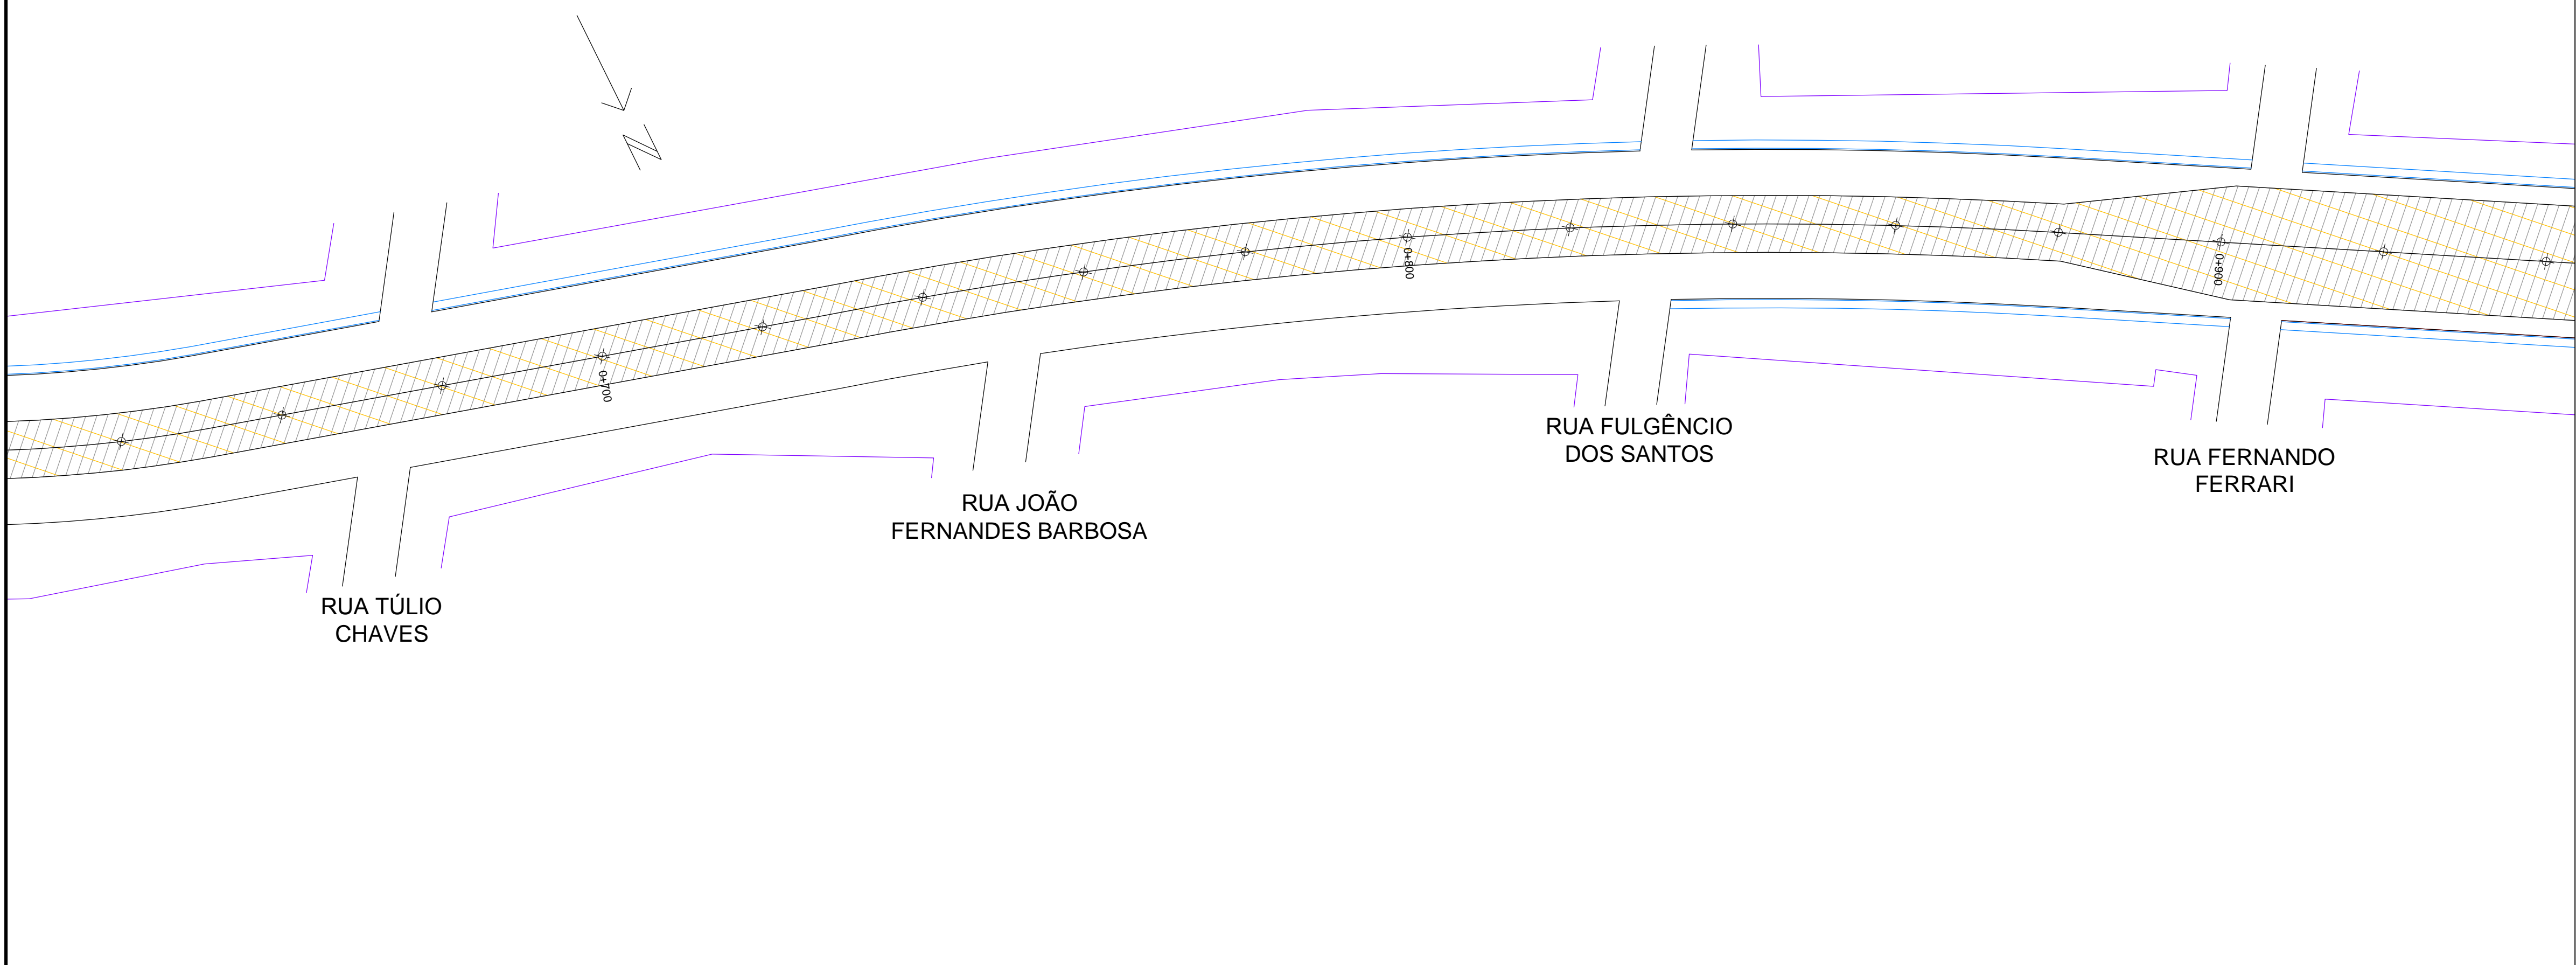 N
0+700
0+800
0+900
RUA TÚLIO
CHAVES
RUA JOÃO
FERNANDES BARBOSA
RUA FULGÊNCIO
DOS SANTOS
RUA FERNANDO
FERRARI